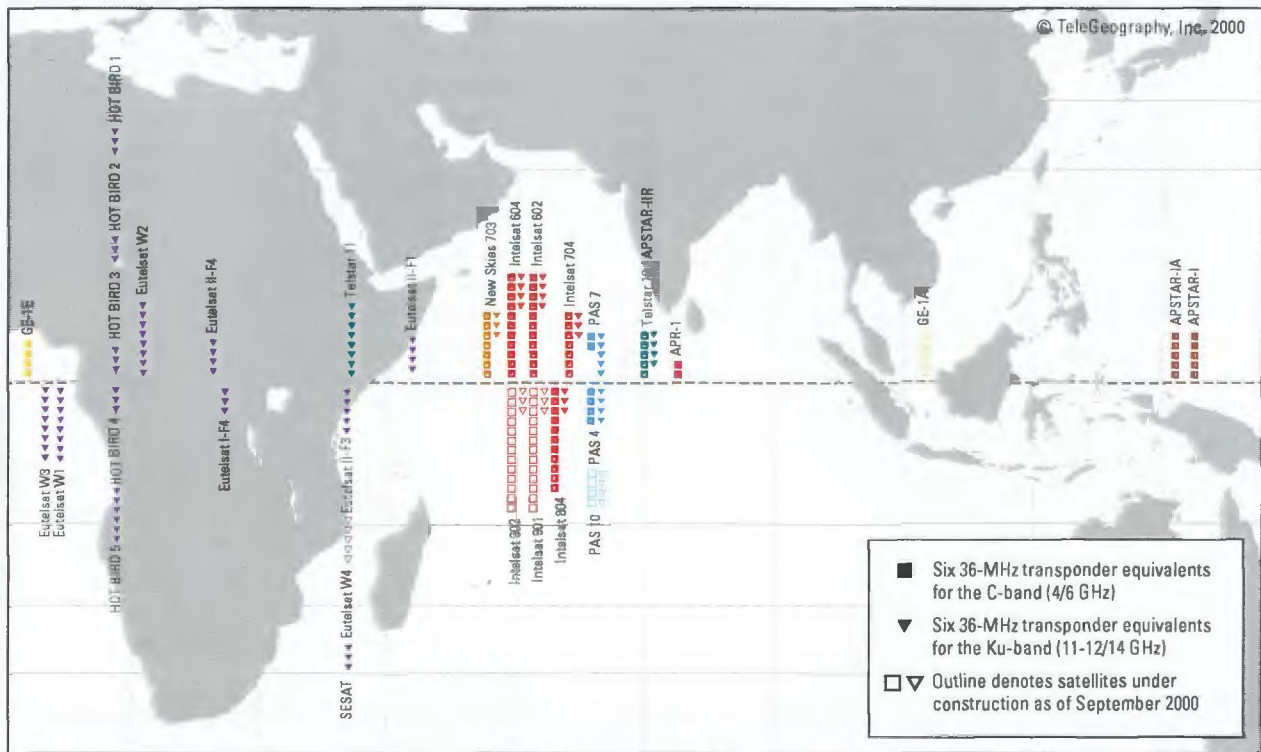 © TeleGeography, Inc. 2000
HOT BIRD 1
HOT BIRD 2
HOT BIRD 3
HOT BIRD 4
HOT BIRD 5
GE-1E
Eutelsat W3
Eutelsat W1
Eutelsat W2
Eutelsat II-F4
Eutelsat I-F4
Telstar 11
Eutelsat II-F3
Eutelsat W4
SESAT
Eutelsat II-F1
New Skies 703
Intelsat 604
Intelsat 602
Intelsat 704
Intelsat 902
Intelsat 901
Intelsat 804
PAS 7
PAS 4
PAS 10
Telstar 10
APSTAR-IIR
APR-1
GE-1A
APSTAR-IA
APSTAR-I
Six 36-MHz transponder equivalents
for the C-band (4/6 GHz)
Six 36-MHz transponder equivalents
for the Ku-band (11-12/14 GHz)
Outline denotes satellites under
construction as of September 2000